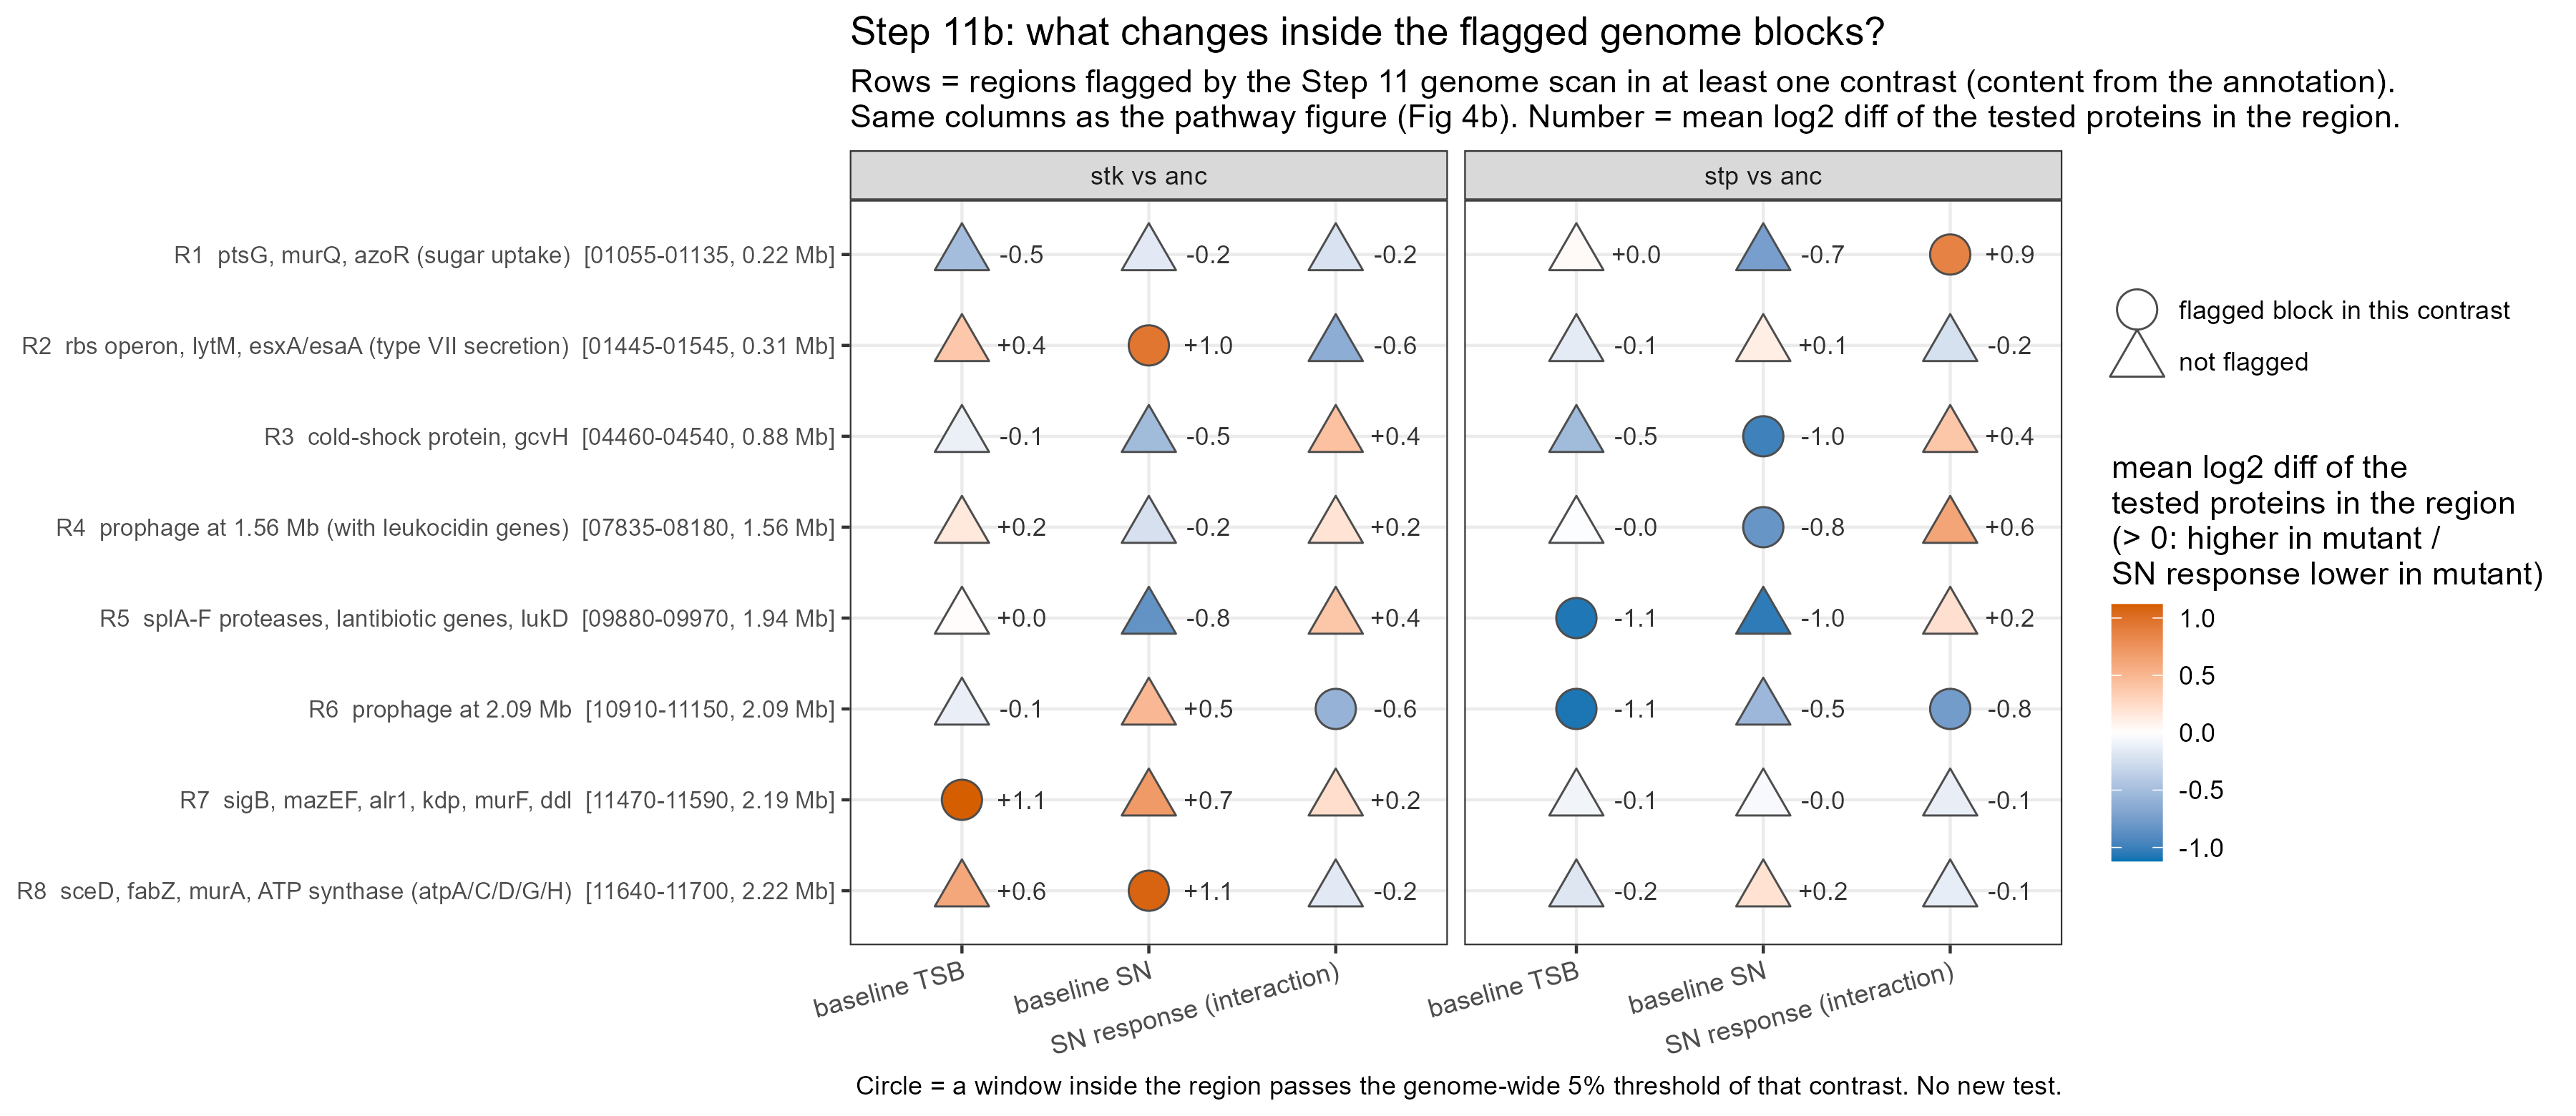 Step 11b: what changes inside the flagged genome blocks?
Rows = regions flagged by the Step 11 genome scan in at least one contrast (content from the annotation).
Same columns as the pathway figure (Fig 4b). Number = mean log2 diff of the tested proteins in the region.
stk vs anc
stp vs anc
R1 ptsG, murQ, azoR (sugar uptake) [01055-01135, 0.22 Mb]
-0.5 -0.2 -0.2 +0.0 -0.7 +0.9
R2 rbs operon, lytM, esxA/esaA (type VII secretion) [01445-01545, 0.31 Mb]
+0.4 +1.0 -0.6 -0.1 +0.1 -0.2
R3 cold-shock protein, gcvH [04460-04540, 0.88 Mb]
-0.1 -0.5 +0.4 -0.5 -1.0 +0.4
R4 prophage at 1.56 Mb (with leukocidin genes) [07835-08180, 1.56 Mb]
+0.2 -0.2 +0.2 -0.0 -0.8 +0.6
R5 splA-F proteases, lantibiotic genes, lukD [09880-09970, 1.94 Mb]
+0.0 -0.8 +0.4 -1.1 -1.0 +0.2
R6 prophage at 2.09 Mb [10910-11150, 2.09 Mb]
-0.1 +0.5 -0.6 -1.1 -0.5 -0.8
R7 sigB, mazEF, alr1, kdp, murF, ddl [11470-11590, 2.19 Mb]
+1.1 +0.7 +0.2 -0.1 -0.0 -0.1
R8 sceD, fabZ, murA, ATP synthase (atpA/C/D/G/H) [11640-11700, 2.22 Mb]
+0.6 +1.1 -0.2 -0.2 +0.2 -0.1
baseline TSB
baseline SN
SN response (interaction)
baseline TSB
baseline SN
SN response (interaction)
flagged block in this contrast
not flagged
mean log2 diff of the
tested proteins in the region
(> 0: higher in mutant /
SN response lower in mutant)
1.0
0.5
0.0
-0.5
-1.0
Circle = a window inside the region passes the genome-wide 5% threshold of that contrast. No new test.